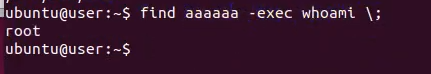 ubuntu@user:~$ find aaaaaa -exec whoami \;
root
ubuntu@user:~$